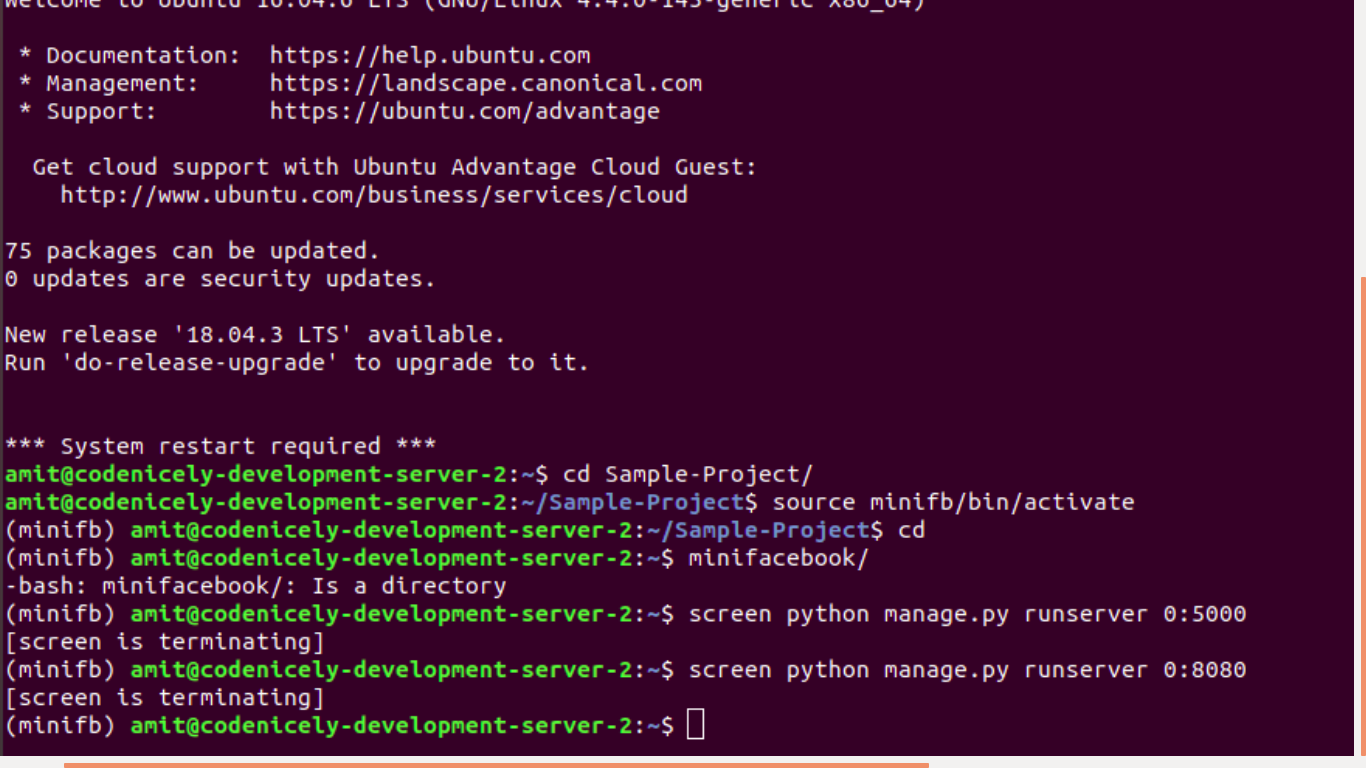 Welcome to Ubuntu 16.04.6 LTS (GNU/Linux 4.4.0-145-generic x86_64)
* Documentation:  https://help.ubuntu.com
* Management:     https://landscape.canonical.com
* Support:        https://ubuntu.com/advantage
Get cloud support with Ubuntu Advantage Cloud Guest:
http://www.ubuntu.com/business/services/cloud
75 packages can be updated.
0 updates are security updates.
New release '18.04.3 LTS' available.
Run 'do-release-upgrade' to upgrade to it.
*** System restart required ***
amit@codenicely-development-server-2:~$ cd Sample-Project/
amit@codenicely-development-server-2:~/Sample-Project$ source minifb/bin/activate
(minifb) amit@codenicely-development-server-2:~/Sample-Project$ cd
(minifb) amit@codenicely-development-server-2:~$ minifacebook/
-bash: minifacebook/: Is a directory
(minifb) amit@codenicely-development-server-2:~$ screen python manage.py runserver 0:5000
[screen is terminating]
(minifb) amit@codenicely-development-server-2:~$ screen python manage.py runserver 0:8080
[screen is terminating]
(minifb) amit@codenicely-development-server-2:~$